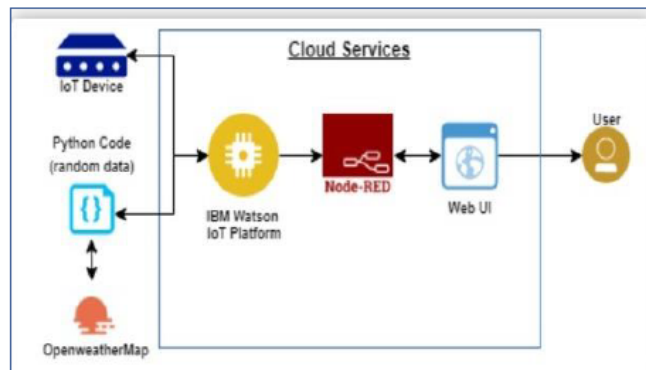 Cloud Services
IoT Device
Python Code
(random data)
{ }
IBM Watson
IoT Platform
Node-RED
Web UI
User
OpenweatherMap